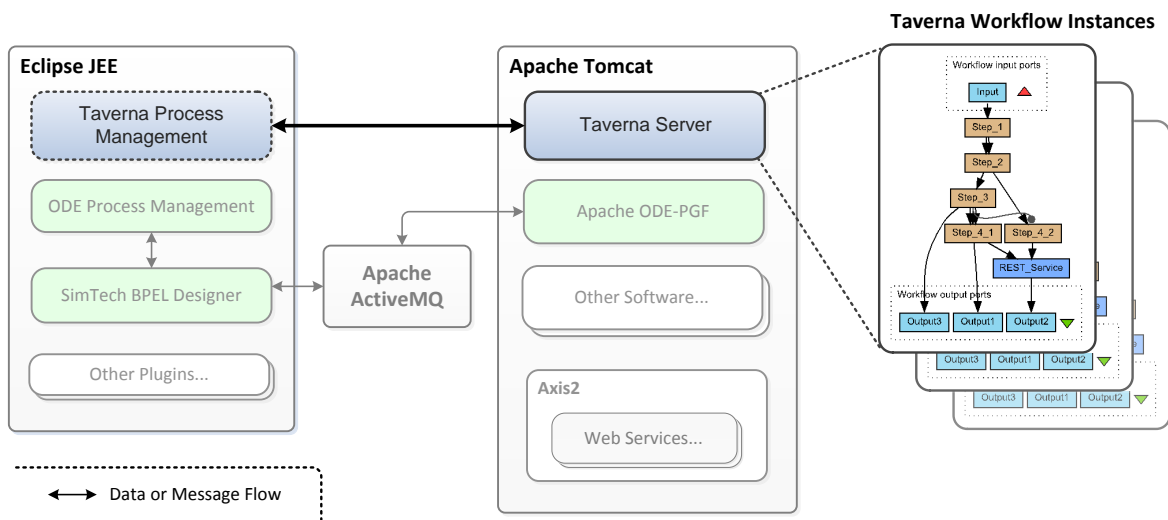 Taverna Workflow Instances
Eclipse JEE
Taverna Process
Management
ODE Process Management
SimTech BPEL Designer
Other Plugins...
Apache
ActiveMQ
Apache Tomcat
Taverna Server
Apache ODE-PGF
Other Software...
Axis2
Web Services...
Workflow input ports
Input
Step_1
Step_2
Step_3
Step_4_1
Step_4_2
REST_Service
Workflow output ports
Output3
Output1
Output2
Output3
Output1
Output2
Output3
Output1
Output2
Data or Message Flow